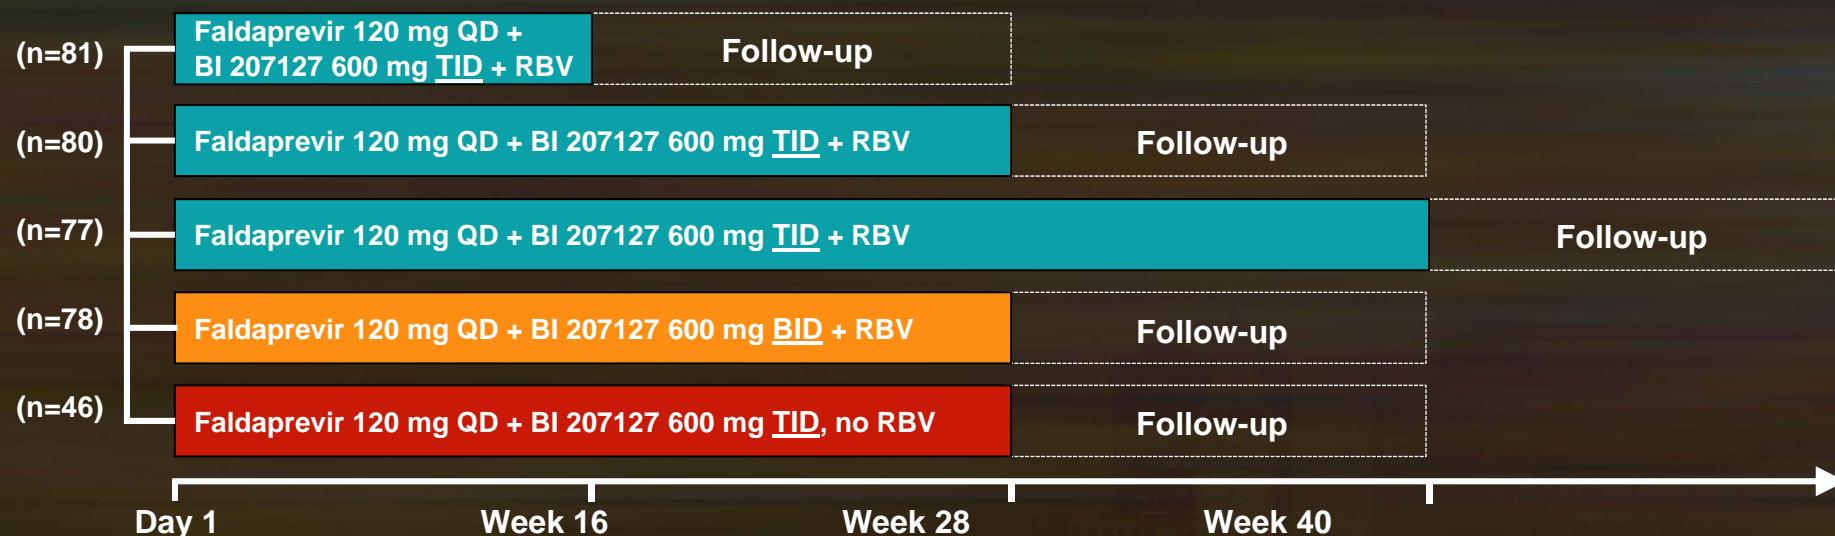 (n=81)
Faldaprevir 120 mg QD +
BI 207127 600 mg TID + RBV
Follow-up
(n=80)
Faldaprevir 120 mg QD + BI 207127 600 mg TID + RBV
Follow-up
(n=77)
Faldaprevir 120 mg QD + BI 207127 600 mg TID + RBV
Follow-up
(n=78)
Faldaprevir 120 mg QD + BI 207127 600 mg BID + RBV
Follow-up
(n=46)
Faldaprevir 120 mg QD + BI 207127 600 mg TID, no RBV
Follow-up
Day 1
Week 16
Week 28
Week 40